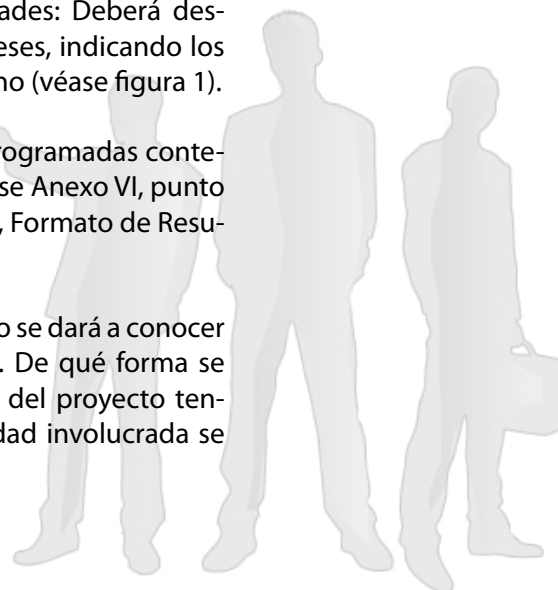 ades: Deberá des-
eses, indicando los
no (véase figura 1).
rogramadas conte-
se Anexo VI, punto
, Formato de Resu-
o se dará a conocer
. De qué forma se
del proyecto ten-
dad involucrada se